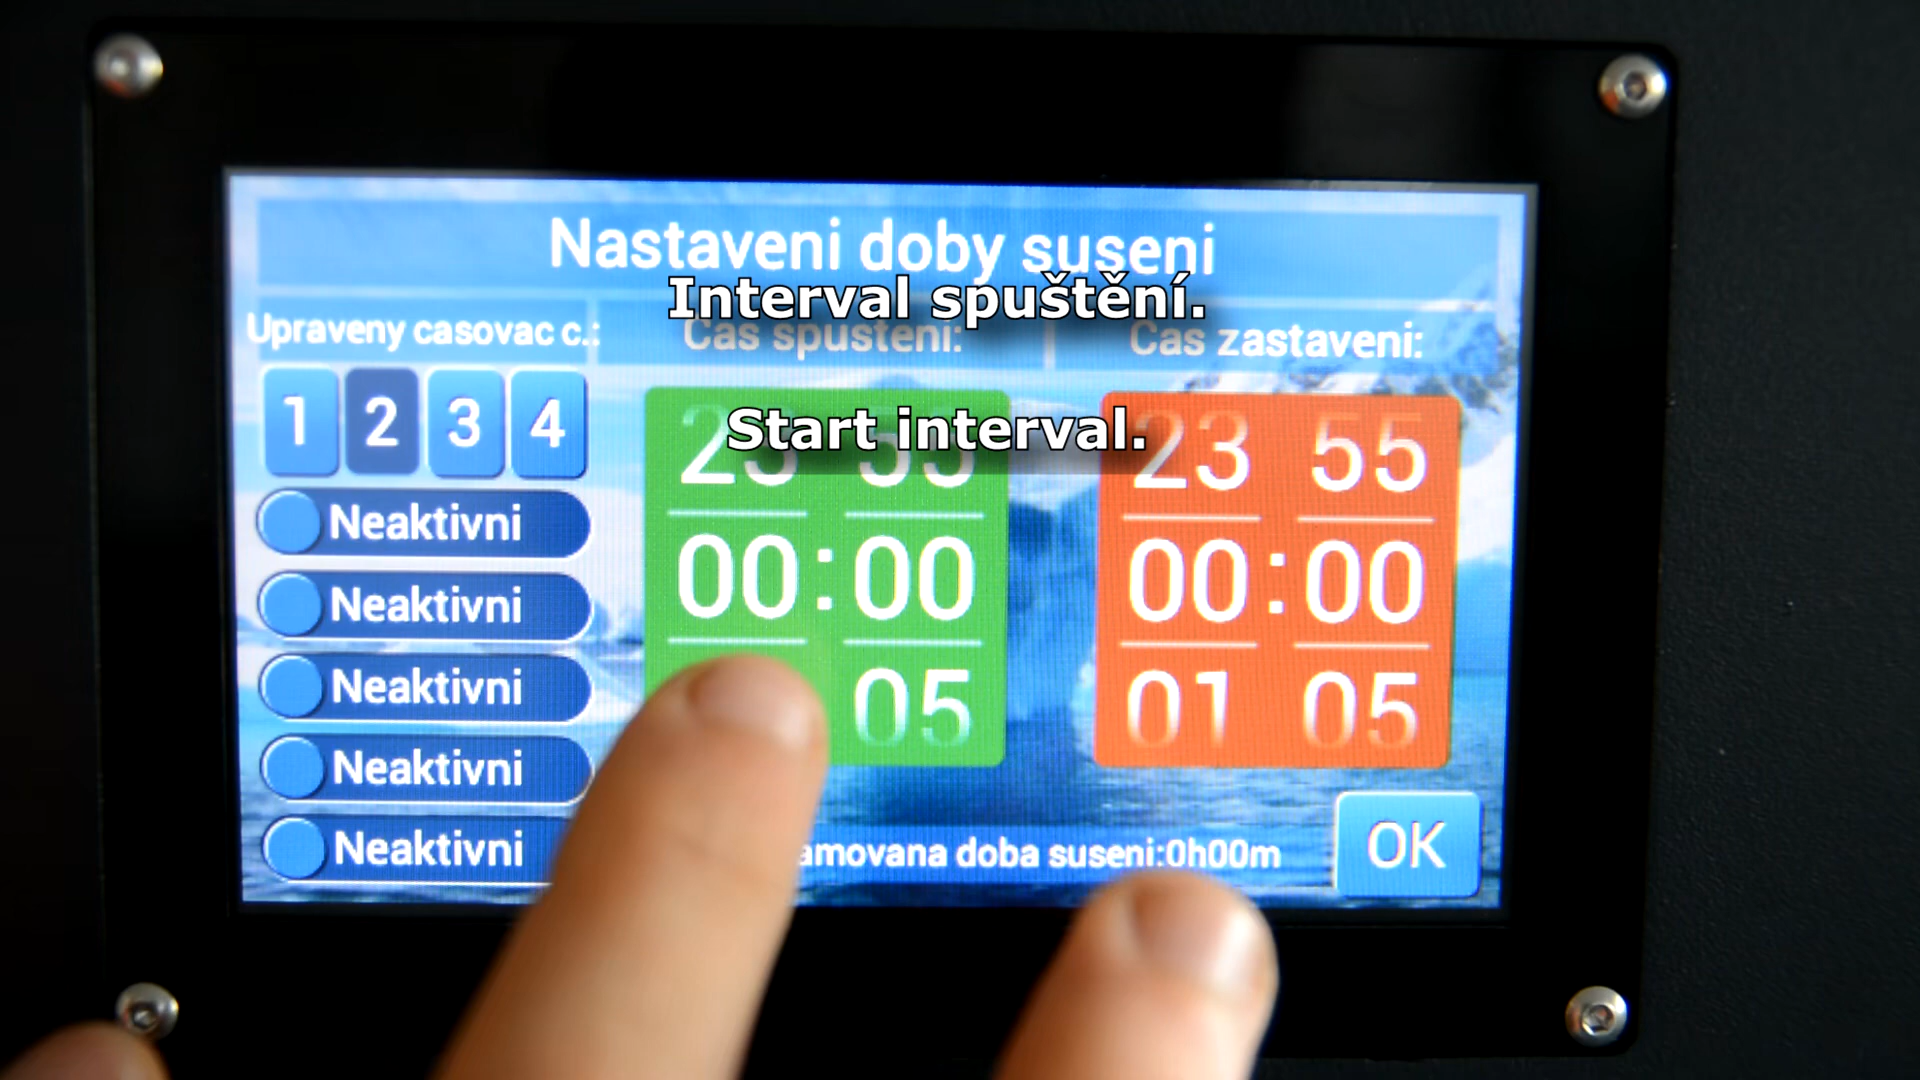 Nastaveni doby suseni
Interval spuštění.
Upraveny casovac c.:
Cas spusteni:
Cas zastaveni:
1 2 3 4
Start interval.
23 55
23 55
Neaktivni
00:00
00:00
Neaktivni
Neaktivni
05
01 05
Neaktivni
Neaktivni
doba suseni:0h00m
OK